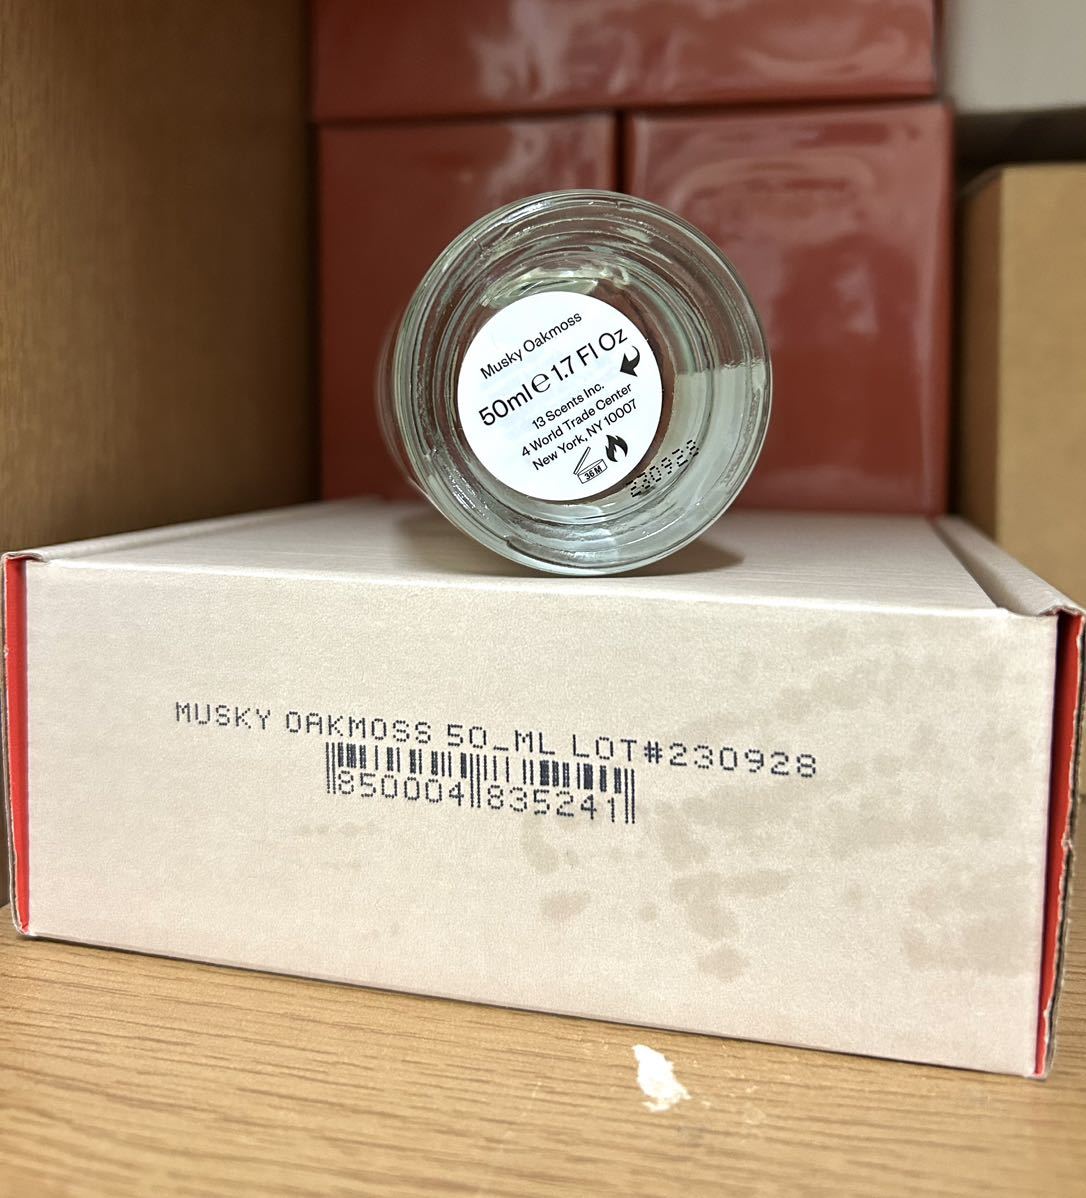 Musky Oakmoss
50ml℮ 1.7 Fl Oz
13 Scents Inc.
4 World Trade Center
New York, NY 10007
36 M
230928
MUSKY OAKMOSS 50_ML LOT#230928
850004 835241